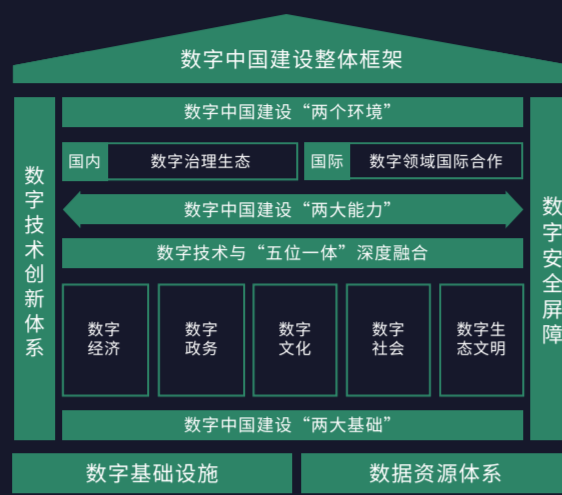 数字中国建设整体框架
数字技术创新体系
数字中国建设“两个环境”
国内
数字治理生态
国际
数字领域国际合作
数字中国建设“两大能力”
数字技术与“五位一体”深度融合
数字
经济
数字
政务
数字
文化
数字
社会
数字生
态文明
数字中国建设“两大基础”
数字安全屏障
数字基础设施
数据资源体系